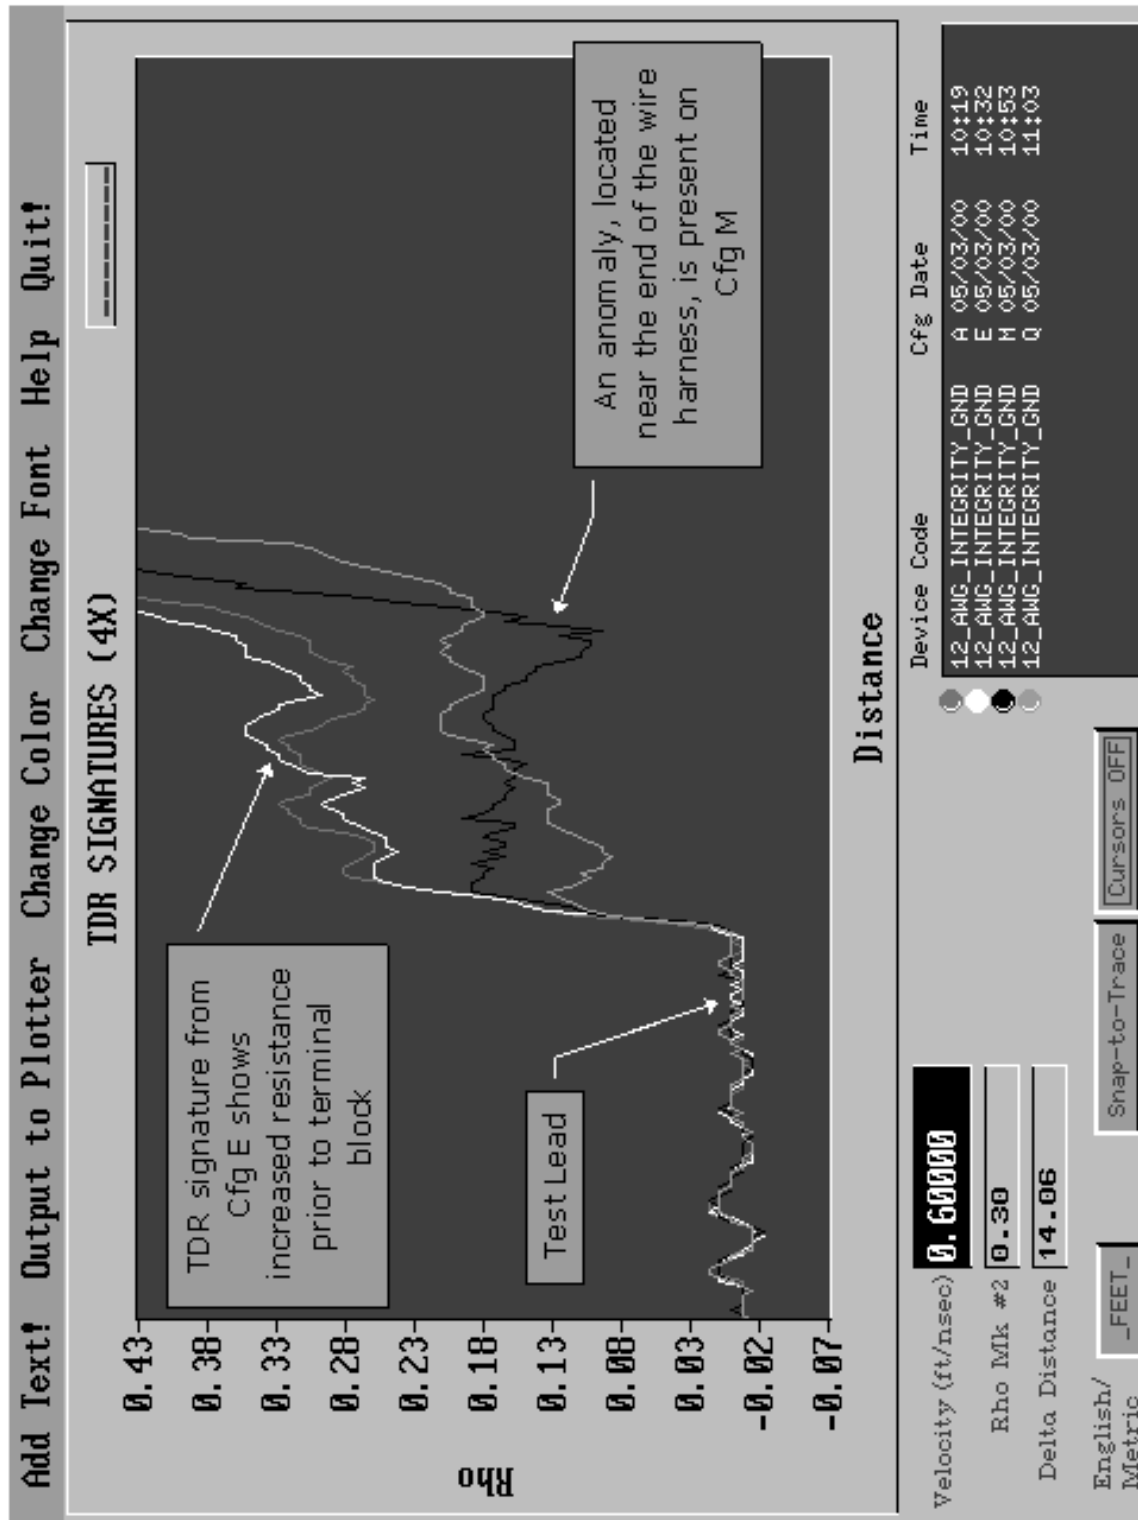 Add Text! Output to Plotter Change Color Change Font Help Quit!
TDR SIGNATURES (4X)
Rho
0.43
0.38
0.33
0.28
0.23
0.18
0.13
0.08
0.03
-0.02
-0.07
TDR signature from
Cfg E shows
increased resistance
prior to terminal
block
Test Lead
An anomaly, located
near the end of the wire
harness, is present on
Cfg M
Distance
Velocity (ft/nsec) 0.60000
Rho Mk #2 0.30
Delta Distance 14.06
English/
Metric
_FEET_
Snap-to-Trace
Cursors OFF
Device Code Cfg Date Time
12_AWG_INTEGRITY_GND A 05/03/00 10:19
12_AWG_INTEGRITY_GND E 05/03/00 10:32
12_AWG_INTEGRITY_GND M 05/03/00 10:53
12_AWG_INTEGRITY_GND Q 05/03/00 11:03